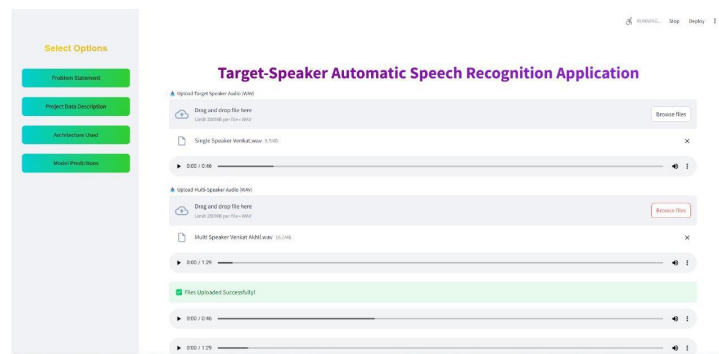 RUNNING... Stop Deploy
Select Options
Problem Statement
Project Data Description
Architecture Used
Model Predictions
Target-Speaker Automatic Speech Recognition Application
Upload Target Speaker Audio (WAV)
Drag and drop file here
Limit 200MB per file • WAV
Browse files
Single Speaker Venkat.wav
0:00 / 0:46
Upload Multi-Speaker Audio (WAV)
Drag and drop file here
Limit 200MB per file • WAV
Browse files
Multi Speaker Venkat Akhil.wav
0:00 / 1:29
Files Uploaded Successfully!
0:00 / 0:46
0:00 / 1:29